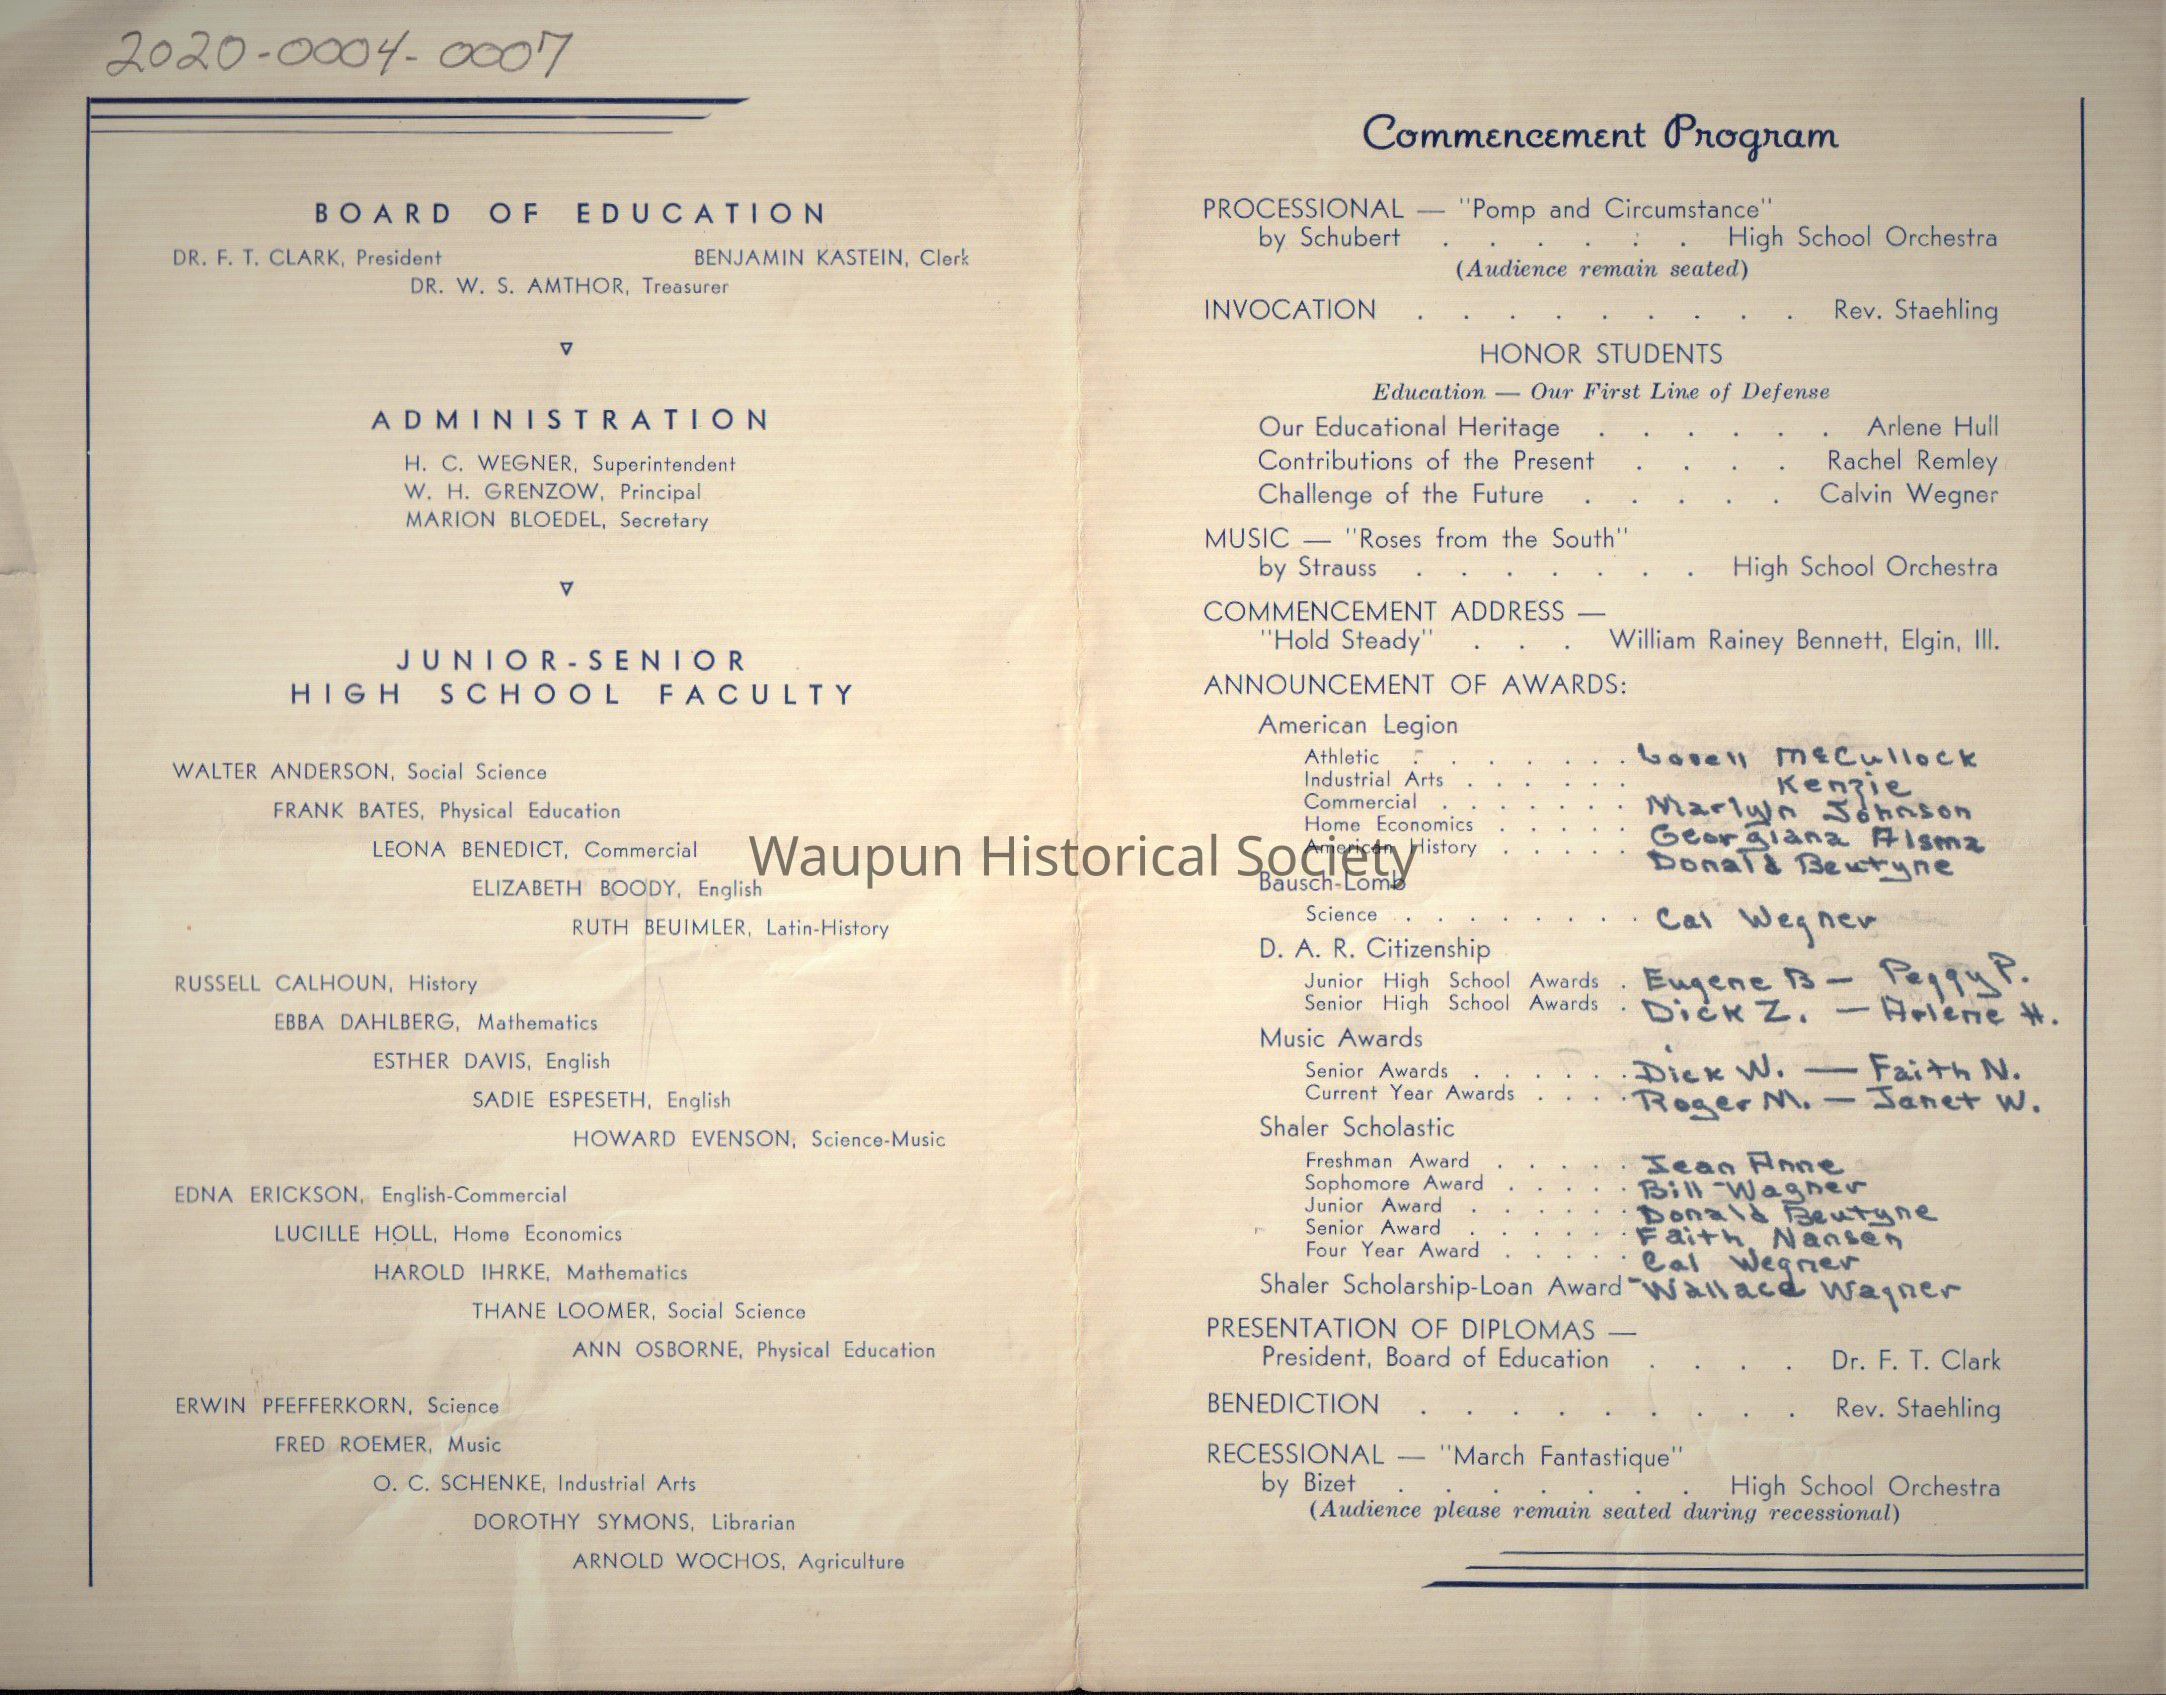 2020-0004-0007
BOARD OF EDUCATION
DR. F. T. CLARK, President BENJAMIN KASTEIN, Clerk
DR. W. S. AMTHOR, Treasurer
ADMINISTRATION
H. C. WEGNER, Superintendent
W. H. GRENZOW, Principal
MARION BLOEDEL, Secretary
JUNIOR-SENIOR
HIGH SCHOOL FACULTY
WALTER ANDERSON, Social Science
FRANK BATES, Physical Education
LEONA BENEDICT, Commercial
ELIZABETH BOODY, English
RUTH BEUIMLER, Latin-History
RUSSELL CALHOUN, History
EBBA DAHLBERG, Mathematics
ESTHER DAVIS, English
SADIE ESPESETH, English
HOWARD EVENSON, Science-Music
EDNA ERICKSON, English-Commercial
LUCILLE HOLL, Home Economics
HAROLD IHRKE, Mathematics
THANE LOOMER, Social Science
ANN OSBORNE, Physical Education
ERWIN PFEFFERKORN, Science
FRED ROEMER, Music
O. C. SCHENKE, Industrial Arts
DOROTHY SYMONS, Librarian
ARNOLD WOCHOS, Agriculture
Waupun Historical Society
Commencement Program
PROCESSIONAL — "Pomp and Circumstance"
by Schubert . . . . : . High School Orchestra
(Audience remain seated)
INVOCATION . . . . . . . . . Rev. Staehling
HONOR STUDENTS
Education — Our First Line of Defense
Our Educational Heritage . . . . . . Arlene Hull
Contributions of the Present . . . . Rachel Remley
Challenge of the Future . . . . . Calvin Wegner
MUSIC — "Roses from the South"
by Strauss . . . . . . . High School Orchestra
COMMENCEMENT ADDRESS —
"Hold Steady" . . . William Rainey Bennett, Elgin, Ill.
ANNOUNCEMENT OF AWARDS:
American Legion
Athletic . . . . . . McCullock
Industrial Arts . . . . . Kenzie
Commercial . . . . . . . Marlyn Johnson
Home Economics . . . . . Georgiana Alsma
American History . . . . . Donald Beutyne
Bausch-Lomb
Science . . . . . . . . Cal Wegner
D. A. R. Citizenship
Junior High School Awards . Eugene B — Peggy P.
Senior High School Awards . Dick Z. — Arlene H.
Music Awards
Senior Awards . . . . . Dick W. — Faith N.
Current Year Awards . . . . Roger M. — Janet W.
Shaler Scholastic
Freshman Award . . . . . Jean Anne
Sophomore Award . . . . . Bill Wagner
Junior Award . . . . . . Donald Beutyne
Senior Award . . . . . . Faith Nansen
Four Year Award . . . . . Cal Wegner
Shaler Scholarship-Loan Award - Wallace Wagner
PRESENTATION OF DIPLOMAS —
President, Board of Education . . . . Dr. F. T. Clark
BENEDICTION . . . . . . . . . Rev. Staehling
RECESSIONAL — "March Fantastique"
by Bizet . . . . . . . High School Orchestra
(Audience please remain seated during recessional)